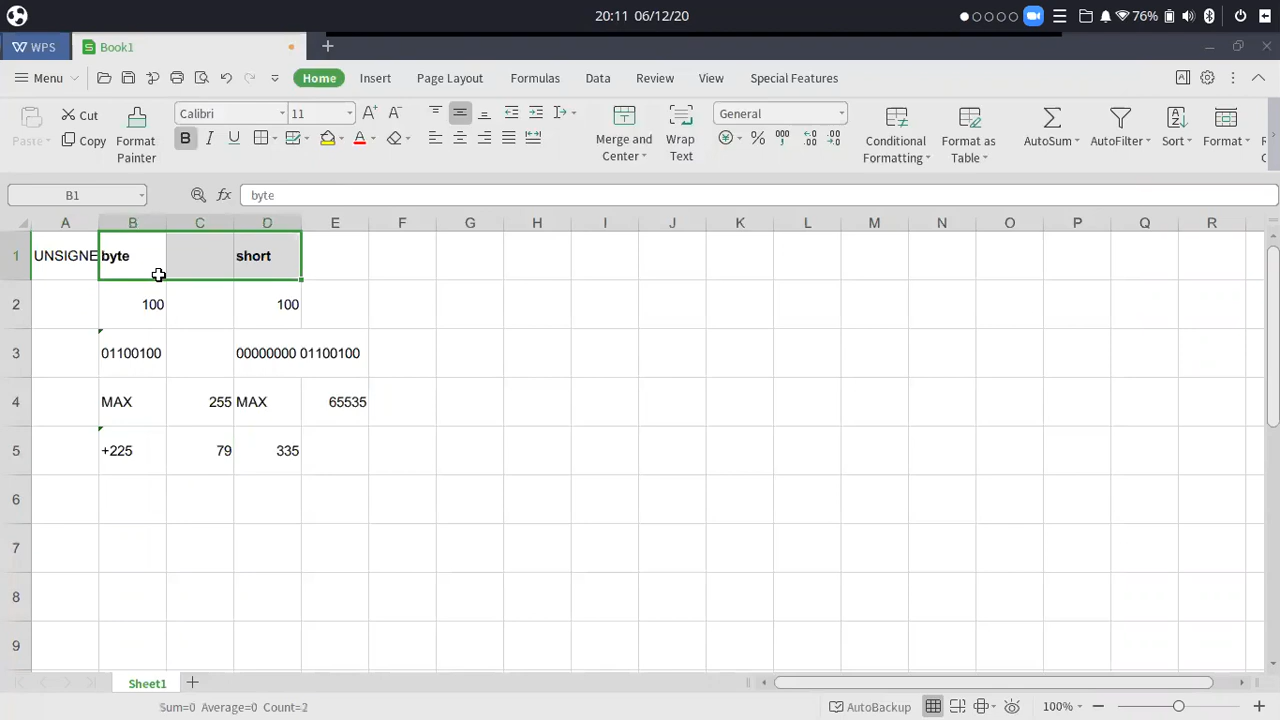 20:11 06/12/20
76%
WPS
Book1
Menu
Home
Insert
Page Layout
Formulas
Data
Review
View
Special Features
Paste
Cut
Copy
Format
Painter
Calibri
11
Merge and
Center
Wrap
Text
General
Conditional
Formatting
Format as
Table
AutoSum
AutoFilter
Sort
Format
B1
byte
A B C D E F G H I J K L M N O P Q R
1 UNSIGNE byte short
2 100 100
3 01100100 00000000 01100100
4 MAX 255 MAX 65535
5 +225 79 335
6
7
8
9
Sheet1
Sum=0 Average=0 Count=2
AutoBackup
100%